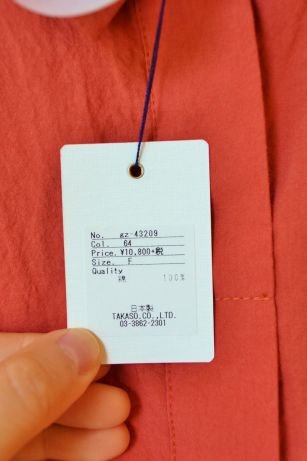 No. gz-43209
Col. 64
Price. ¥10,800+税
Size. F
Quality
綿 100%
日本製
TAKASO.CO.,LTD.
03-3862-2301